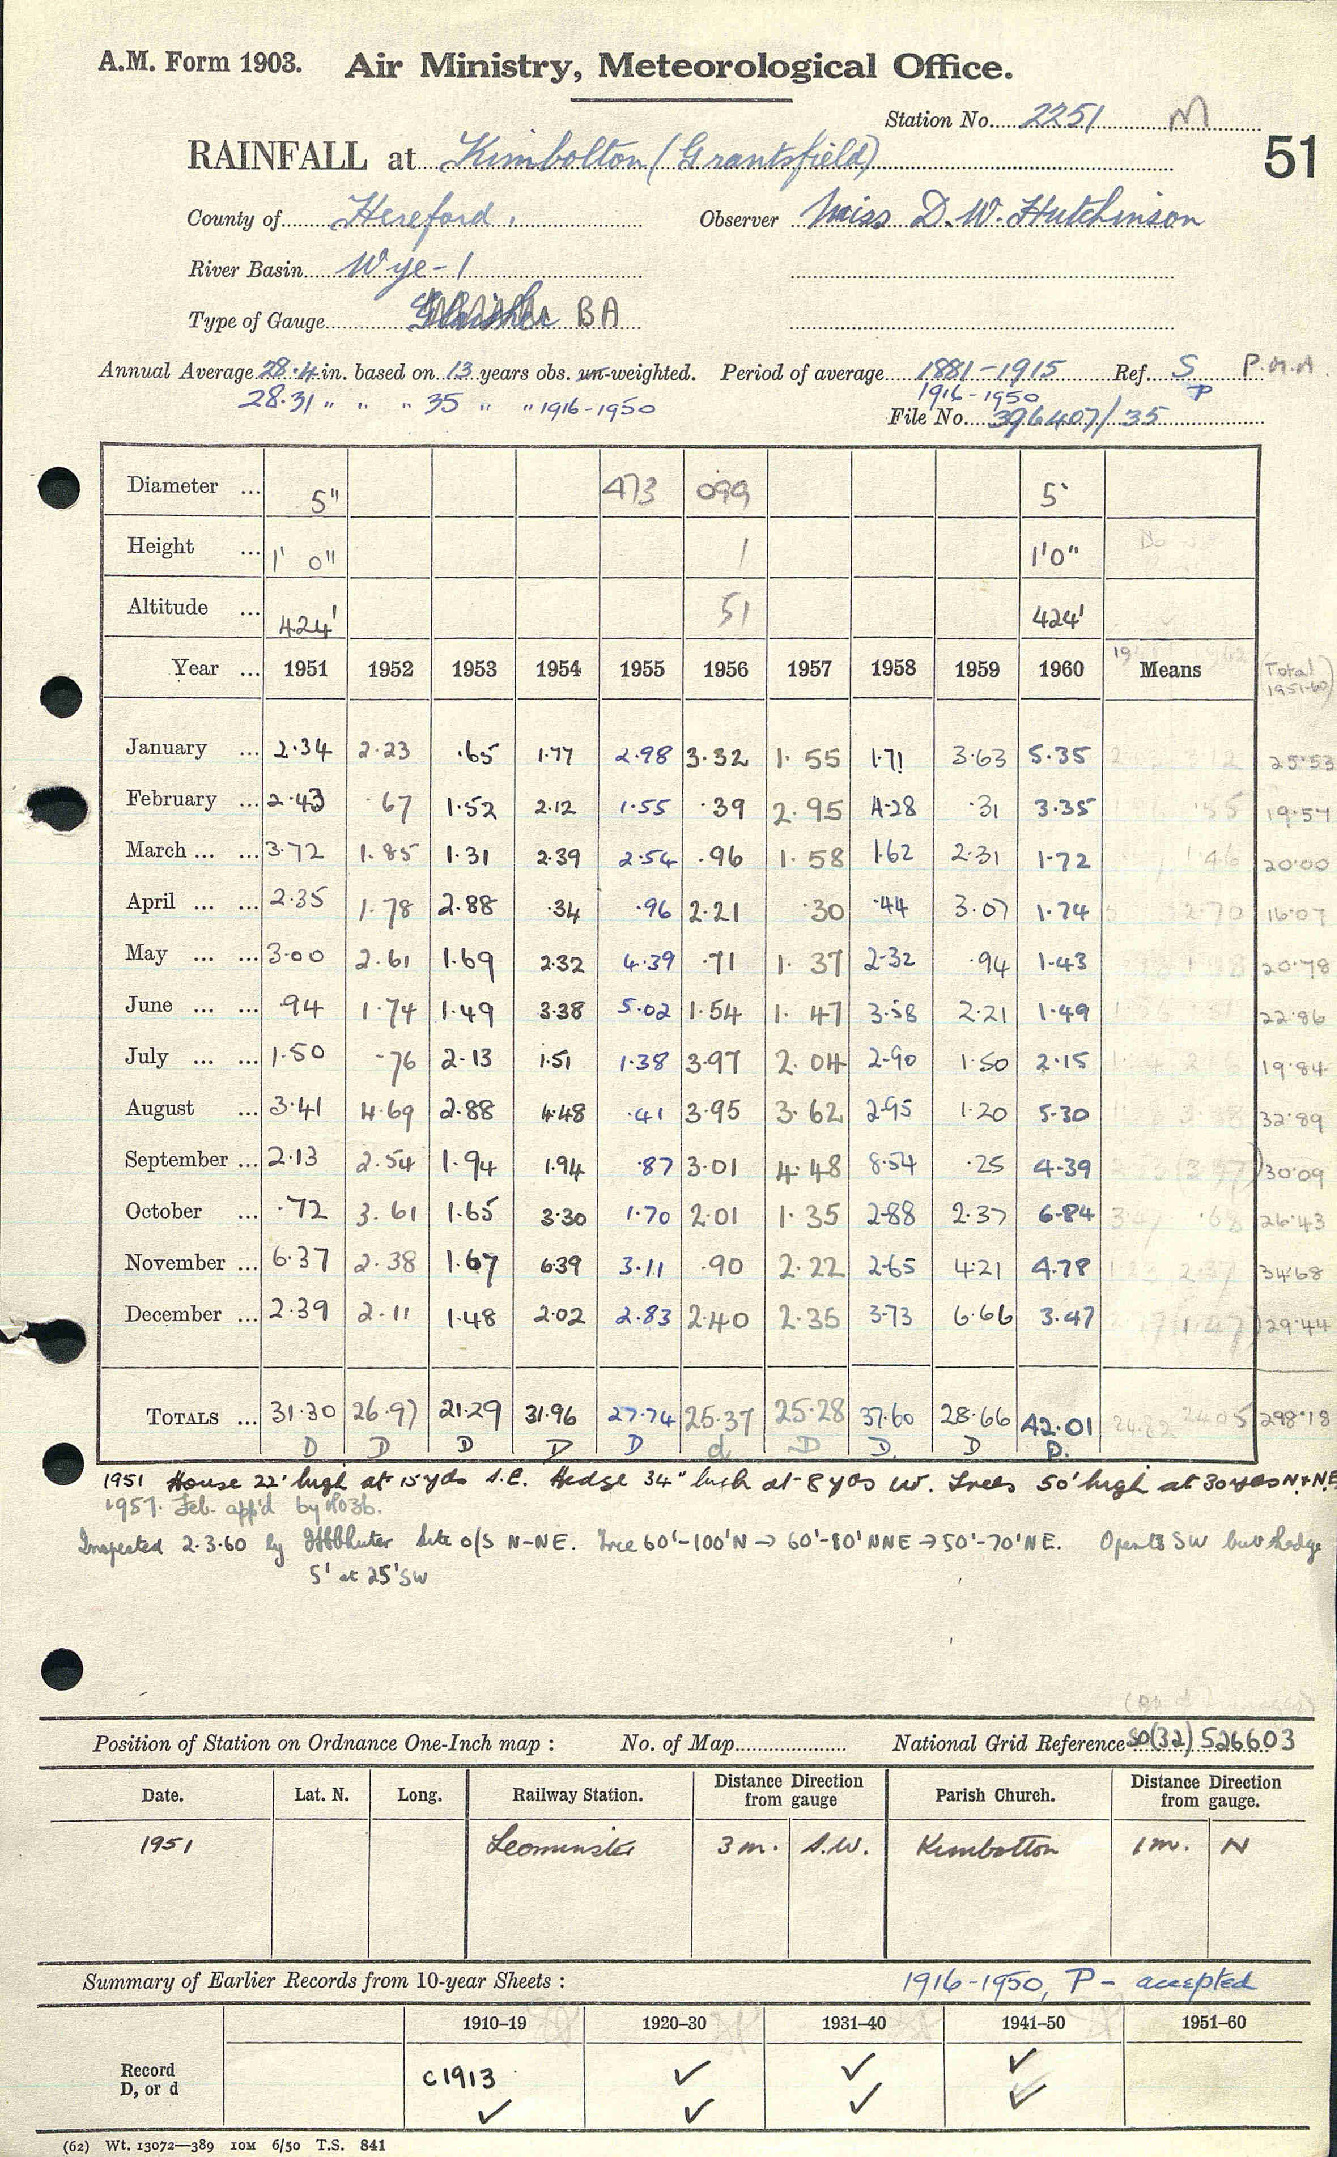 A.M. Form 1903. Air Ministry, Meteorological Office.
Station No. 2251 M
51
RAINFALL at Kimbolton (Grantsfield)
County of Hereford. Observer Miss D.W. Hutchinson
River Basin Wye-1
Type of Gauge BA
Annual Average 28.4 in. based on 13 years obs. un-weighted. Period of average 1881-1915 Ref. S P.M.A.
28.31 " " " 35 " " 1916-1950 1916-1950 P
File No. 396407/35
Diameter ... 5" 473 099 5"
Height ... 1' 0" 1 1'0"
Altitude ... 424' 51 424'
Year ... 1951 1952 1953 1954 1955 1956 1957 1958 1959 1960 Means Total 1951-60
January ... 2.34 2.23 .65 1.77 2.98 3.32 1.55 1.71 3.63 5.35 25.53
February ... 2.43 .67 1.52 2.12 1.55 .39 2.95 4.28 .31 3.35 19.57
March ... ... 3.72 1.85 1.31 2.39 2.54 .96 1.58 1.62 2.31 1.72 20.00
April ... ... 2.35 1.78 2.88 .34 .96 2.21 .30 .44 3.07 1.74 2.70 16.07
May ... ... 3.00 2.61 1.69 2.32 4.39 .71 1.37 2.32 .94 1.43 20.78
June ... ... .94 1.74 1.49 3.38 5.02 1.54 1.47 3.58 2.21 1.49 22.86
July ... ... 1.50 .76 2.13 1.51 1.38 3.97 2.04 2.90 1.50 2.15 19.84
August ... 3.41 4.69 2.88 4.48 .41 3.95 3.62 2.95 1.20 5.30 32.89
September ... 2.13 2.54 1.94 1.94 .87 3.01 4.48 8.54 .25 4.39 30.09
October ... .72 3.61 1.65 3.30 1.70 2.01 1.35 2.88 2.37 6.84 26.43
November ... 6.37 2.38 1.67 6.39 3.11 .90 2.22 2.65 4.21 4.78 34.68
December ... 2.39 2.11 1.48 2.02 2.83 2.40 2.35 3.73 6.66 3.47 29.44
TOTALS ... 31.30 26.97 21.29 31.96 27.74 25.37 25.28 37.60 28.66 42.01 24.05 298.18
D D D D D d D D D D.
1951 House 22' high at 15 yds S.E. Hedge 34" high at 8 yds W. Trees 50' high at 30 yds N & NE
1957. Feb. app'd by
Inspected 2.3.60 by Site o/s N-NE. Tree 60'-100'N → 60'-80' NNE → 50'-70' NE. Open to SW but hedge
5' at 25' SW
Position of Station on Ordnance One-Inch map : No. of Map National Grid Reference SO(32) 526603
Date. Lat. N. Long. Railway Station. Distance Direction from gauge Parish Church. Distance Direction from gauge.
1951 Leominster 3 m. S.W. Kimbolton 1 m. N
Summary of Earlier Records from 10-year Sheets : 1916-1950, P - accepted
1910-19 1920-30 1931-40 1941-50 1951-60
Record c1913 ✓ ✓ ✓
D, or d ✓ ✓ ✓ ✓
(62) Wt. 13072—389 10M 6/50 T.S. 841